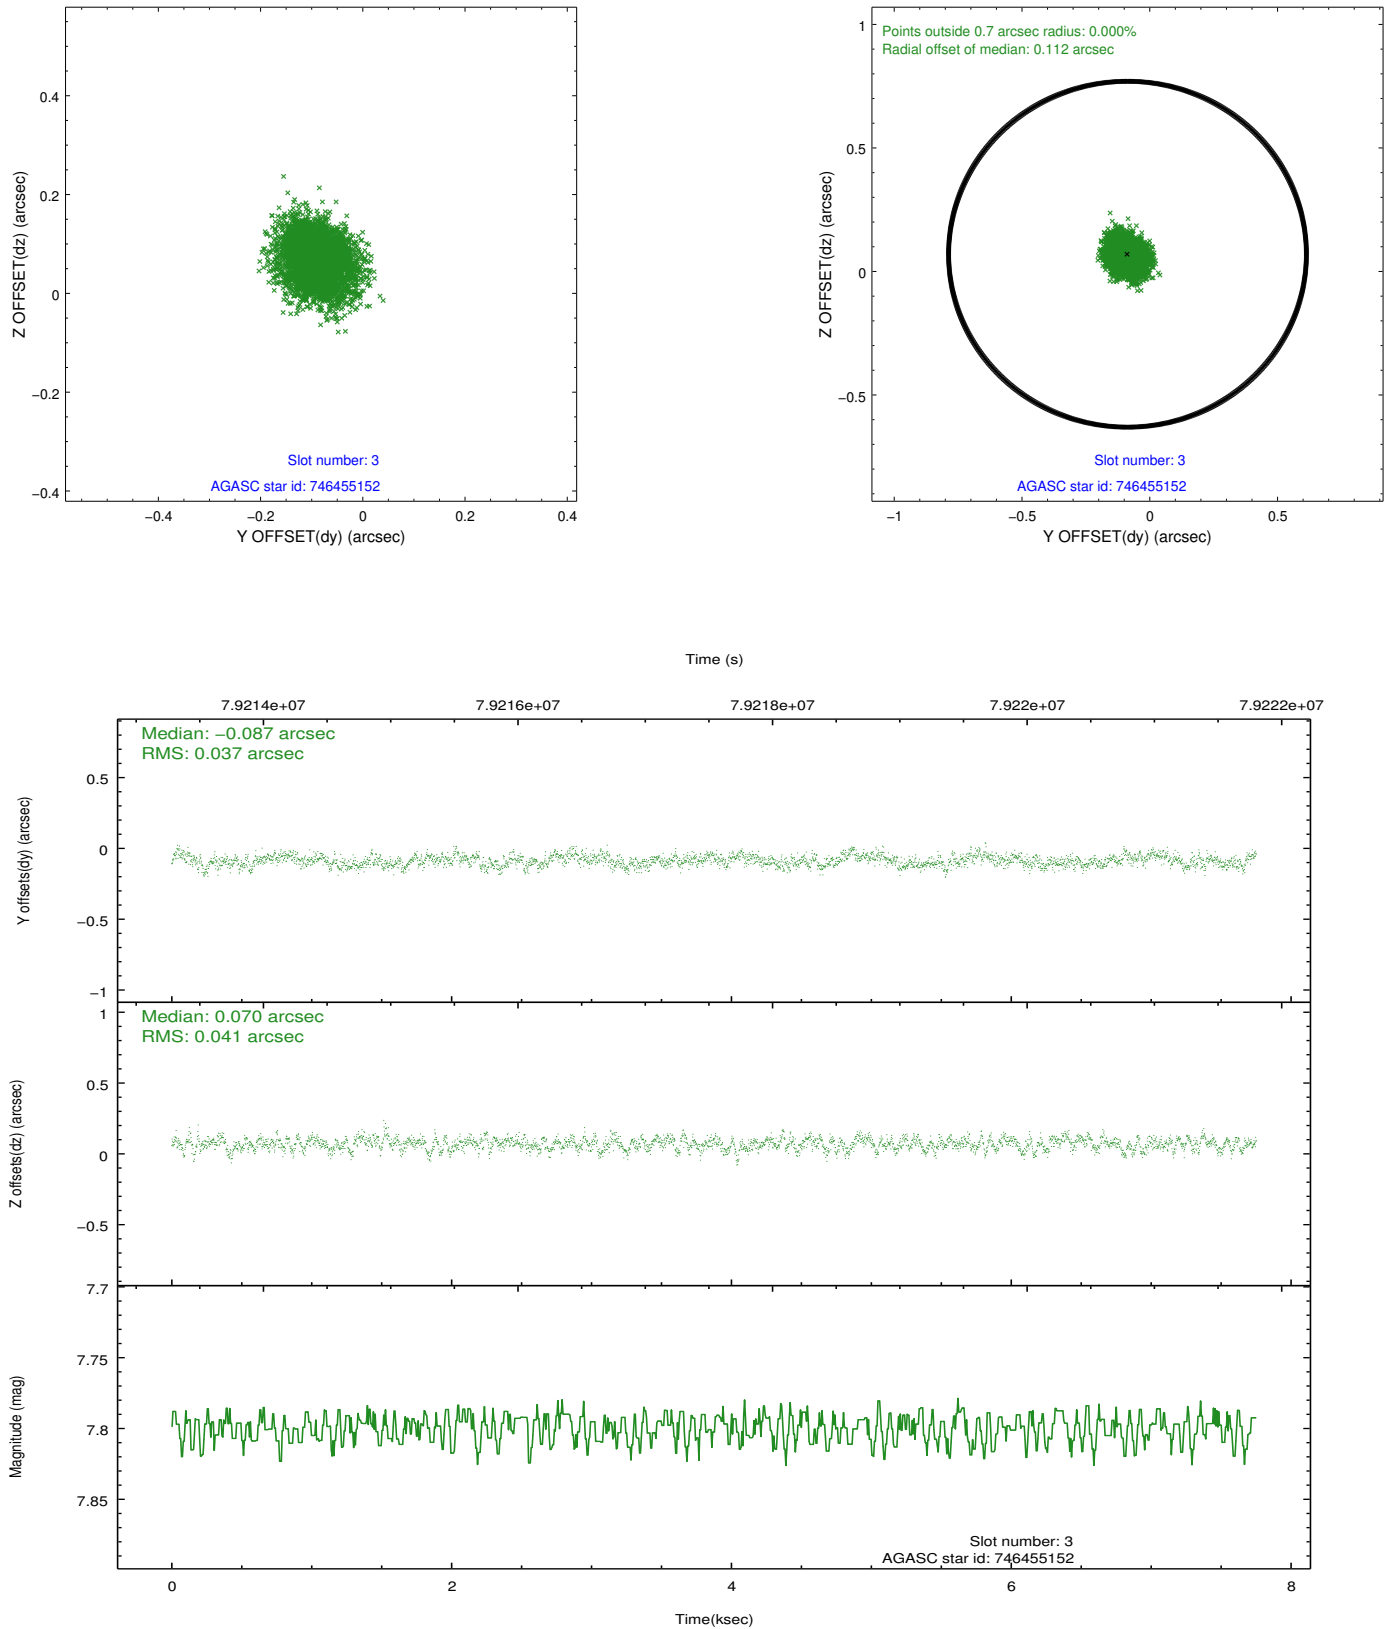 0.4
0.2
0
−0.2
−0.4
Z OFFSET(dz) (arcsec)
Slot number: 3
AGASC star id: 746455152
−0.4
−0.2
0
0.2
0.4
Y OFFSET(dy) (arcsec)
Points outside 0.7 arcsec radius: 0.000%
Radial offset of median: 0.112 arcsec
1
0.5
0
−0.5
Z OFFSET(dz) (arcsec)
Slot number: 3
AGASC star id: 746455152
−1
−0.5
0
0.5
Y OFFSET(dy) (arcsec)
Time (s)
7.9214e+07
7.9216e+07
7.9218e+07
7.922e+07
7.9222e+07
Median: −0.087 arcsec
RMS: 0.037 arcsec
0.5
0
−0.5
−1
Y offsets(dy) (arcsec)
Median: 0.070 arcsec
RMS: 0.041 arcsec
1
0.5
0
−0.5
Z offsets(dz) (arcsec)
7.7
7.75
7.8
7.85
Magnitude (mag)
Slot number: 3
AGASC star id: 746455152
0
2
4
6
8
Time(ksec)